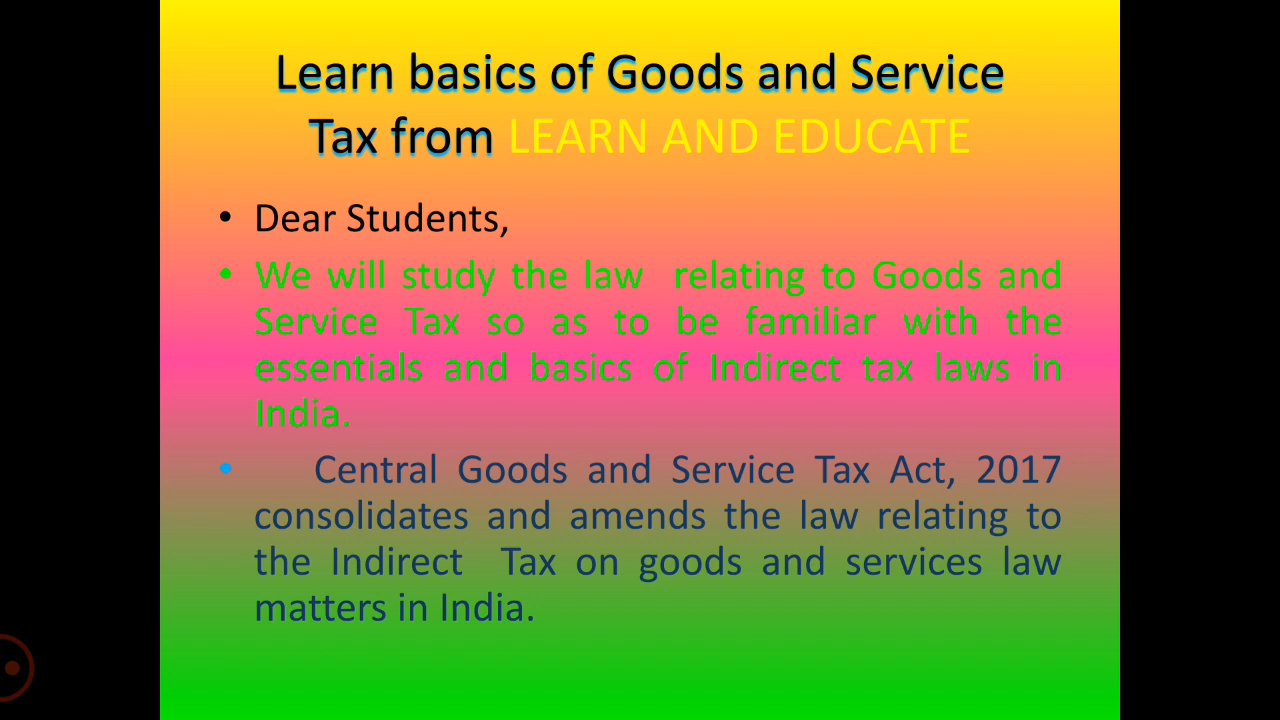 Learn basics of Goods and Service
Tax from LEARN AND EDUCATE
• Dear Students,
• We will study the law relating to Goods and
Service Tax so as to be familiar with the
essentials and basics of Indirect tax laws in
India.
• Central Goods and Service Tax Act, 2017
consolidates and amends the law relating to
the Indirect Tax on goods and services law
matters in India.